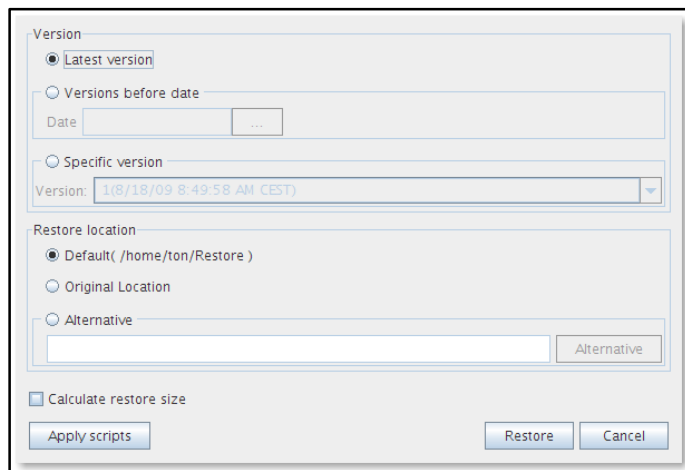 Version
Latest version
Versions before date
Date ...
Specific version
Version: 1(8/18/09 8:49:58 AM CEST)
Restore location
Default( /home/ton/Restore )
Original Location
Alternative
Alternative
Calculate restore size
Apply scripts Restore Cancel